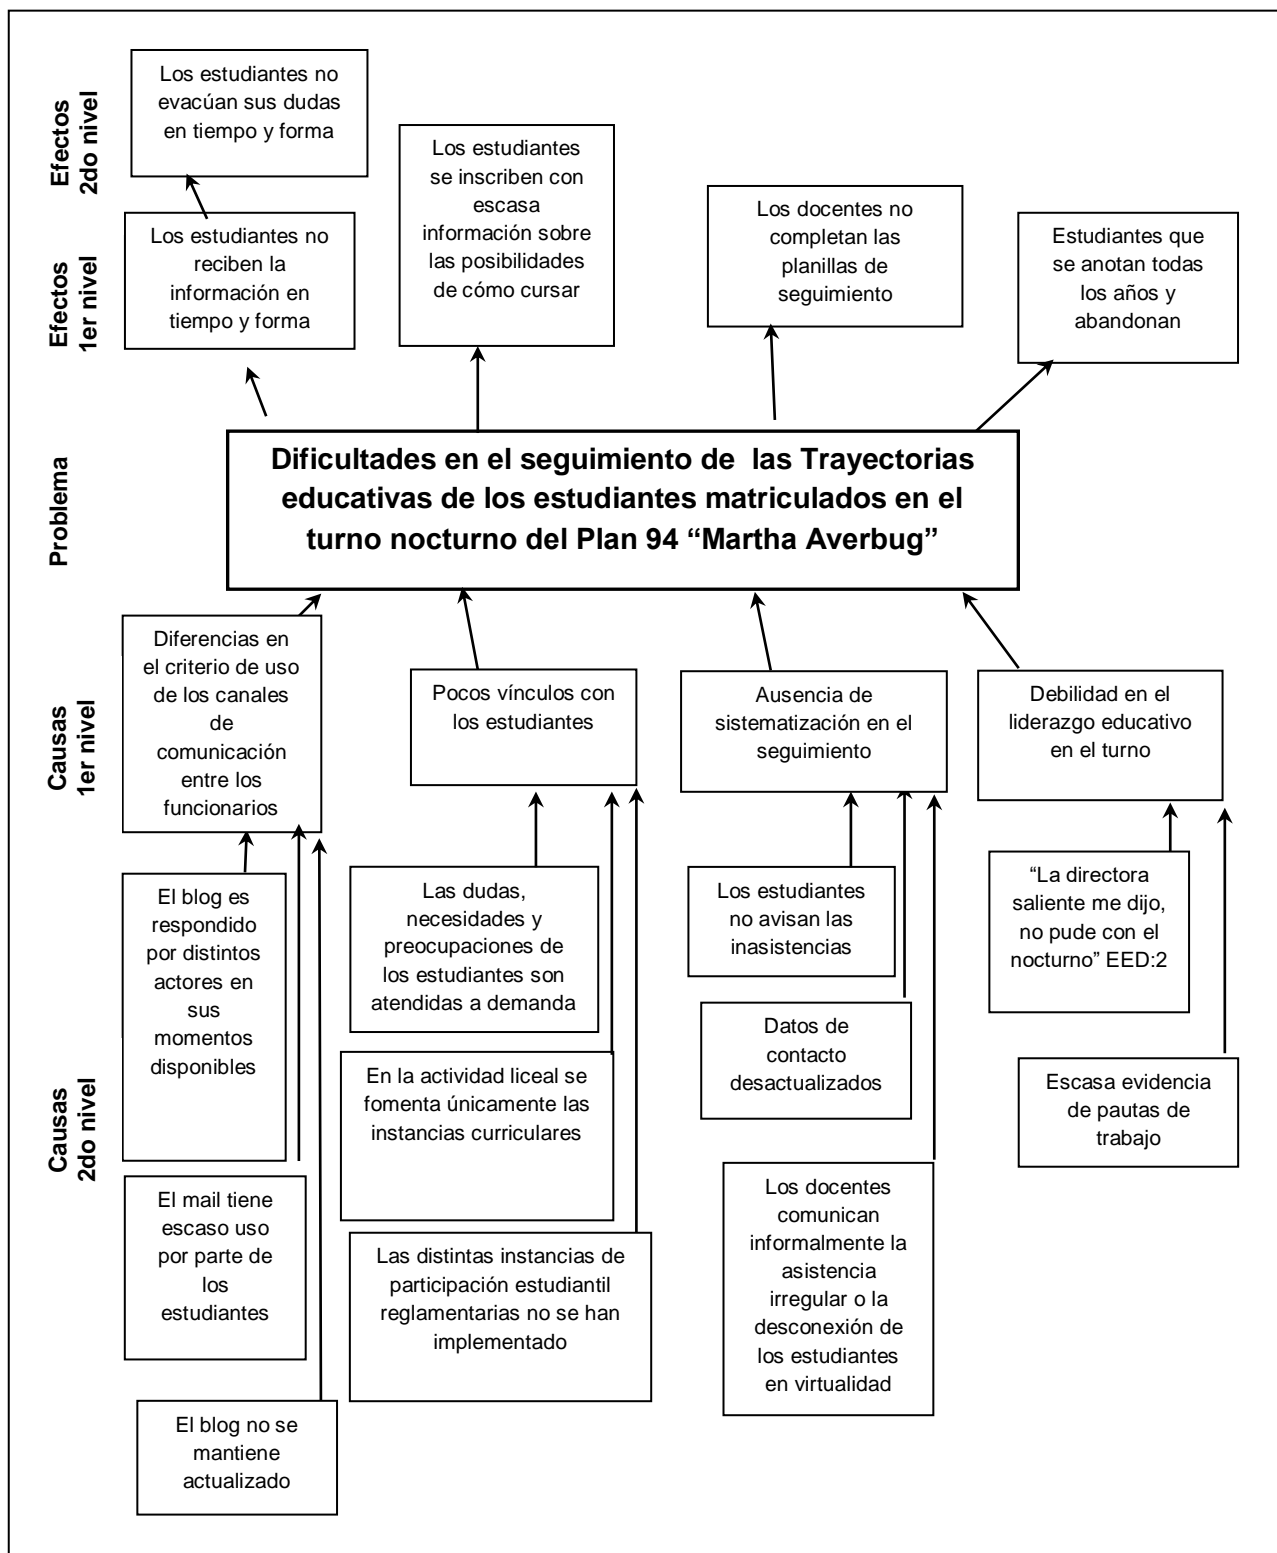 Efectos
2do nivel
Los estudiantes no
evacúan sus dudas
en tiempo y forma
Los estudiantes
se inscriben con
escasa
información sobre
las posibilidades
de cómo cursar
Efectos
1er nivel
Los estudiantes no
reciben la
información en
tiempo y forma
Los docentes no
completan las
planillas de
seguimiento
Estudiantes que
se anotan todas
los años y
abandonan
Problema
Dificultades en el seguimiento de las Trayectorias
educativas de los estudiantes matriculados en el
turno nocturno del Plan 94 “Martha Averbug”
Causas
1er nivel
Diferencias en
el criterio de uso
de los canales
de
comunicación
entre los
funcionarios
Pocos vínculos con
los estudiantes
Ausencia de
sistematización en el
seguimiento
Debilidad en el
liderazgo educativo
en el turno
Causas
2do nivel
El blog es
respondido
por distintos
actores en
sus
momentos
disponibles
Las dudas,
necesidades y
preocupaciones de
los estudiantes son
atendidas a demanda
Los estudiantes
no avisan las
inasistencias
“La directora
saliente me dijo,
no pude con el
nocturno” EED:2
En la actividad liceal se
fomenta únicamente las
instancias curriculares
Datos de
contacto
desactualizados
Escasa evidencia
de pautas de
trabajo
El mail tiene
escaso uso
por parte de
los
estudiantes
Las distintas instancias de
participación estudiantil
reglamentarias no se han
implementado
Los docentes
comunican
informalmente la
asistencia
irregular o la
desconexión de
los estudiantes
en virtualidad
El blog no se
mantiene
actualizado